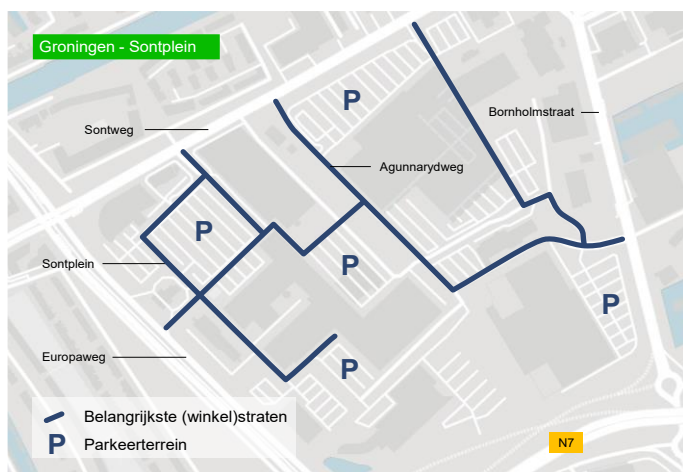 Groningen - Sontplein
P
Bornholmstraat
Sontweg
Agunnarydweg
P
Sontplein
P
P
Europaweg
P
Belangrijkste (winkel)straten
P Parkeerterrein
N7